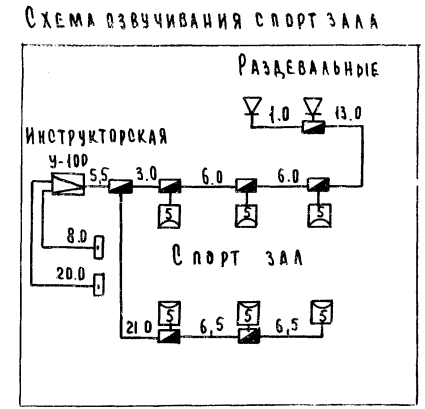 Схема озвучивания спорт зала
Раздевальные
1.0 13.0
Инструкторская
У-100
5,5 3.0 6.0 6.0
5 5 5
8.0
Спорт зал
20.0
5 5 5
21.0 6,5 6,5